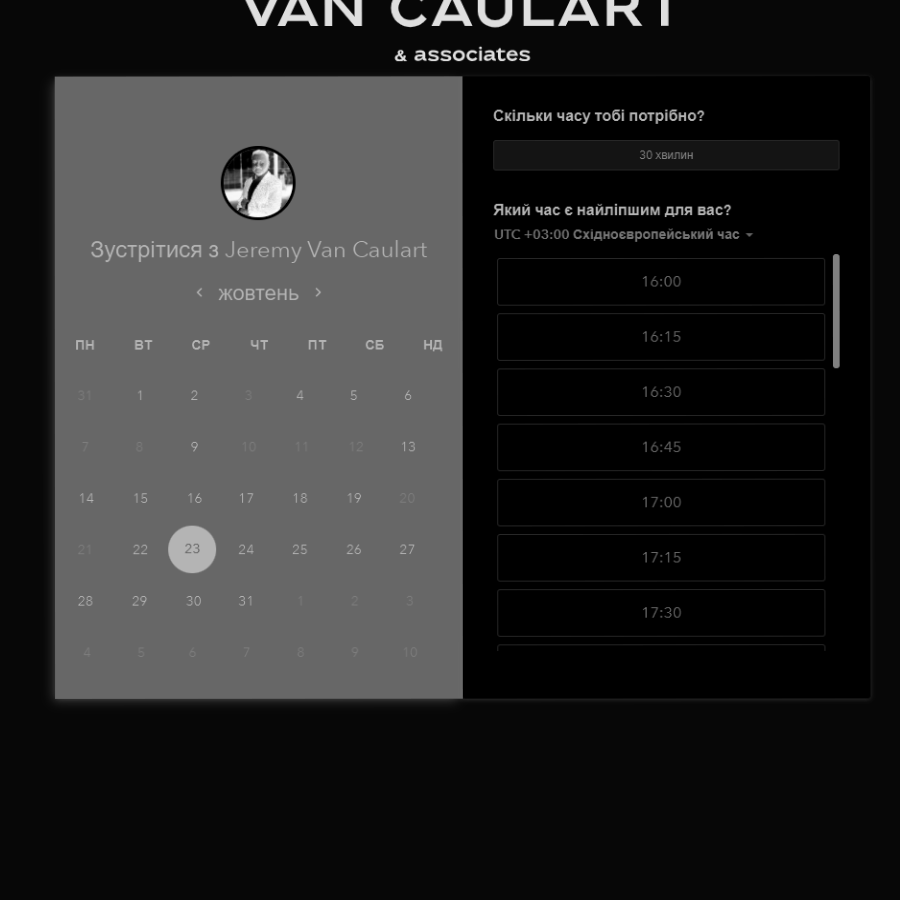 VAN CAULART
& associates
Зустрітися з Jeremy Van Caulart
жовтень
ПН ВТ СР ЧТ ПТ СБ НД
31 1 2 3 4 5 6
7 8 9 10 11 12 13
14 15 16 17 18 19 20
21 22 23 24 25 26 27
28 29 30 31 1 2 3
4 5 6 7 8 9 10
Скільки часу тобі потрібно?
30 хвилин
Який час є найліпшим для вас?
UTC +03:00 Східноєвропейський час
16:00
16:15
16:30
16:45
17:00
17:15
17:30